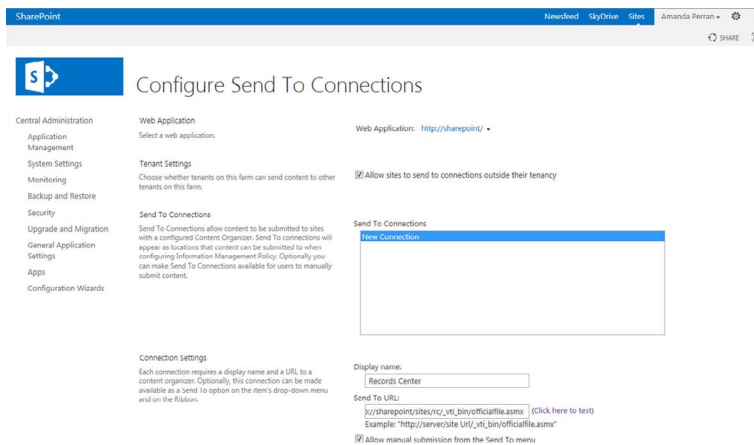 SharePoint
Newsfeed SkyDrive Sites Amanda Perran
SHARE
S
Configure Send To Connections
Central Administration
Application
Management
System Settings
Monitoring
Backup and Restore
Security
Upgrade and Migration
General Application
Settings
Apps
Configuration Wizards
Web Application
Select a web application.
Web Application: http://sharepoint/
Tenant Settings
Choose whether tenants on this farm can send content to other
tenants on this farm.
Allow sites to send to connections outside their tenancy
Send To Connections
Send To Connections allow content to be submitted to sites
with a configured Content Organizer. Send To connections will
appear as locations that content can be submitted to when
configuring Information Management Policy. Optionally you
can make Send To Connections available for users to manually
submit content.
Send To Connections
New Connection
Connection Settings
Each connection requires a display name and a URL to a
content organizer. Optionally, this connection can be made
available as a Send To option on the item's drop-down menu
and on the Ribbon.
Display name:
Records Center
Send To URL:
://sharepoint/sites/rc/_vti_bin/officialfile.asmx (Click here to test)
Example: "http://server/site Url/_vti_bin/officialfile.asmx"
Allow manual submission from the Send To menu